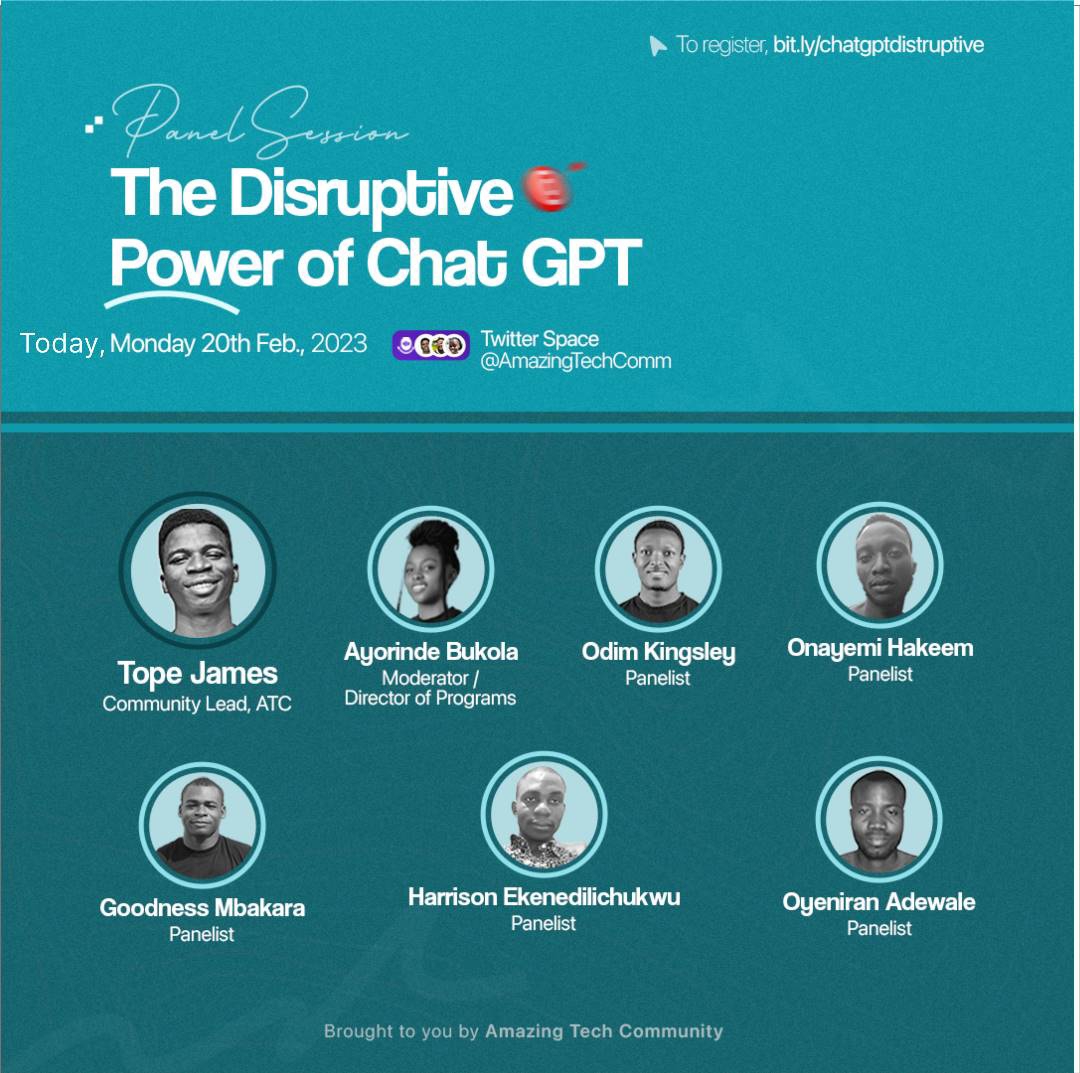 To register, bit.ly/chatgptdistruptive
Panel Session
The Disruptive
Power of Chat GPT
Today, Monday 20th Feb., 2023
Twitter Space
@AmazingTechComm
Tope James
Community Lead, ATC
Ayorinde Bukola
Moderator /
Director of Programs
Odim Kingsley
Panelist
Onayemi Hakeem
Panelist
Goodness Mbakara
Panelist
Harrison Ekenedilichukwu
Panelist
Oyeniran Adewale
Panelist
Brought to you by Amazing Tech Community